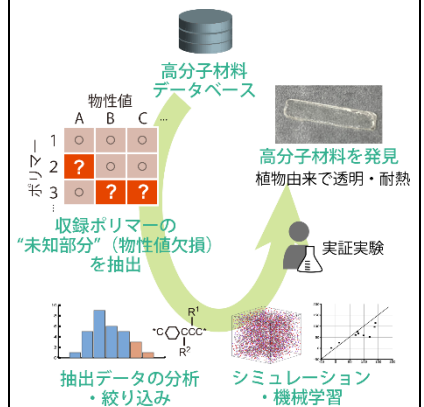 高分子材料
データベース
物性値
A B C ...
ポリマー
1 ○ ○ ○
2 ? ○ ○
3 ○ ? ?
...
収録ポリマーの
“未知部分”（物性値欠損）
を抽出
高分子材料を発見
植物由来で透明・耐熱
実証実験
R¹
*C CCC*
R²
抽出データの分析
・絞り込み
シミュレーション
・機械学習